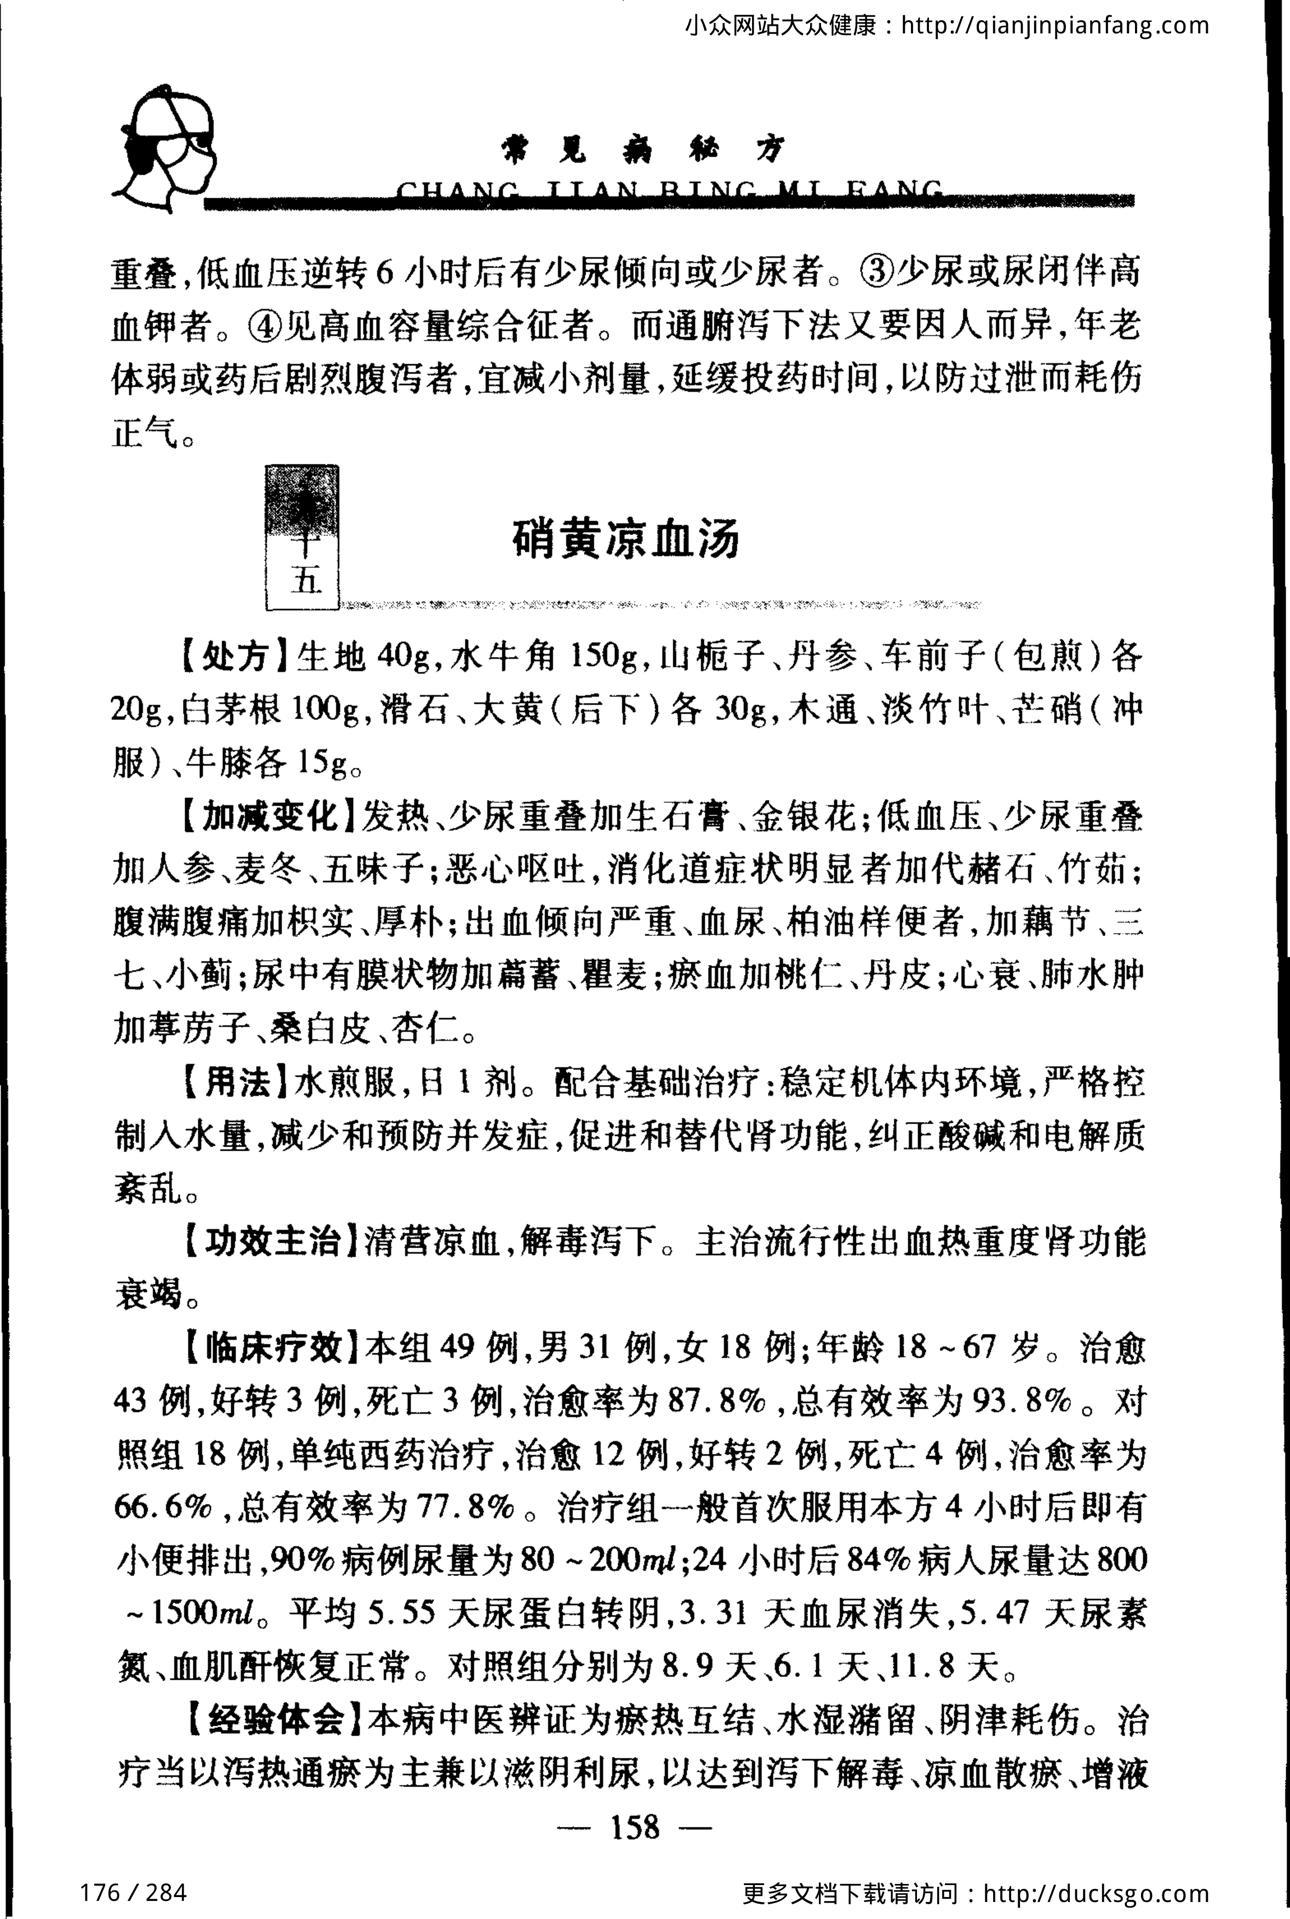 小众网站大众健康：http://qianjinpianfang.com
常见病秘方
CHANG JIAN BING MI FANG
重叠,低血压逆转6小时后有少尿倾向或少尿者。③少尿或尿闭伴高
血钾者。④见高血容量综合征者。而通腑泻下法又要因人而异,年老
体弱或药后剧烈腹泻者,宜减小剂量,延缓投药时间,以防过泄而耗伤
正气。
十五
硝黄凉血汤
【处方】生地 40g,水牛角 150g,山栀子、丹参、车前子(包煎)各
20g,白茅根 100g,滑石、大黄(后下)各 30g,木通、淡竹叶、芒硝(冲
服)、牛膝各 15g。
【加减变化】发热、少尿重叠加生石膏、金银花;低血压、少尿重叠
加人参、麦冬、五味子;恶心呕吐,消化道症状明显者加代赭石、竹茹;
腹满腹痛加枳实、厚朴;出血倾向严重、血尿、柏油样便者,加藕节、三
七、小蓟;尿中有膜状物加萹蓄、瞿麦;瘀血加桃仁、丹皮;心衰、肺水肿
加葶苈子、桑白皮、杏仁。
【用法】水煎服,日 1 剂。配合基础治疗:稳定机体内环境,严格控
制入水量,减少和预防并发症,促进和替代肾功能,纠正酸碱和电解质
紊乱。
【功效主治】清营凉血,解毒泻下。主治流行性出血热重度肾功能
衰竭。
【临床疗效】本组 49 例,男 31 例,女 18 例;年龄 18～67 岁。治愈
43 例,好转 3 例,死亡 3 例,治愈率为 87.8%,总有效率为 93.8%。对
照组 18 例,单纯西药治疗,治愈 12 例,好转 2 例,死亡 4 例,治愈率为
66.6%,总有效率为 77.8%。治疗组一般首次服用本方 4 小时后即有
小便排出,90%病例尿量为 80～200ml;24 小时后 84%病人尿量达 800
～1500ml。平均 5.55 天尿蛋白转阴,3.31 天血尿消失,5.47 天尿素
氮、血肌酐恢复正常。对照组分别为 8.9 天、6.1 天、11.8 天。
【经验体会】本病中医辨证为瘀热互结、水湿潴留、阴津耗伤。治
疗当以泻热通瘀为主兼以滋阴利尿,以达到泻下解毒、凉血散瘀、增液
— 158 —
176 / 284
更多文档下载请访问：http://ducksgo.com